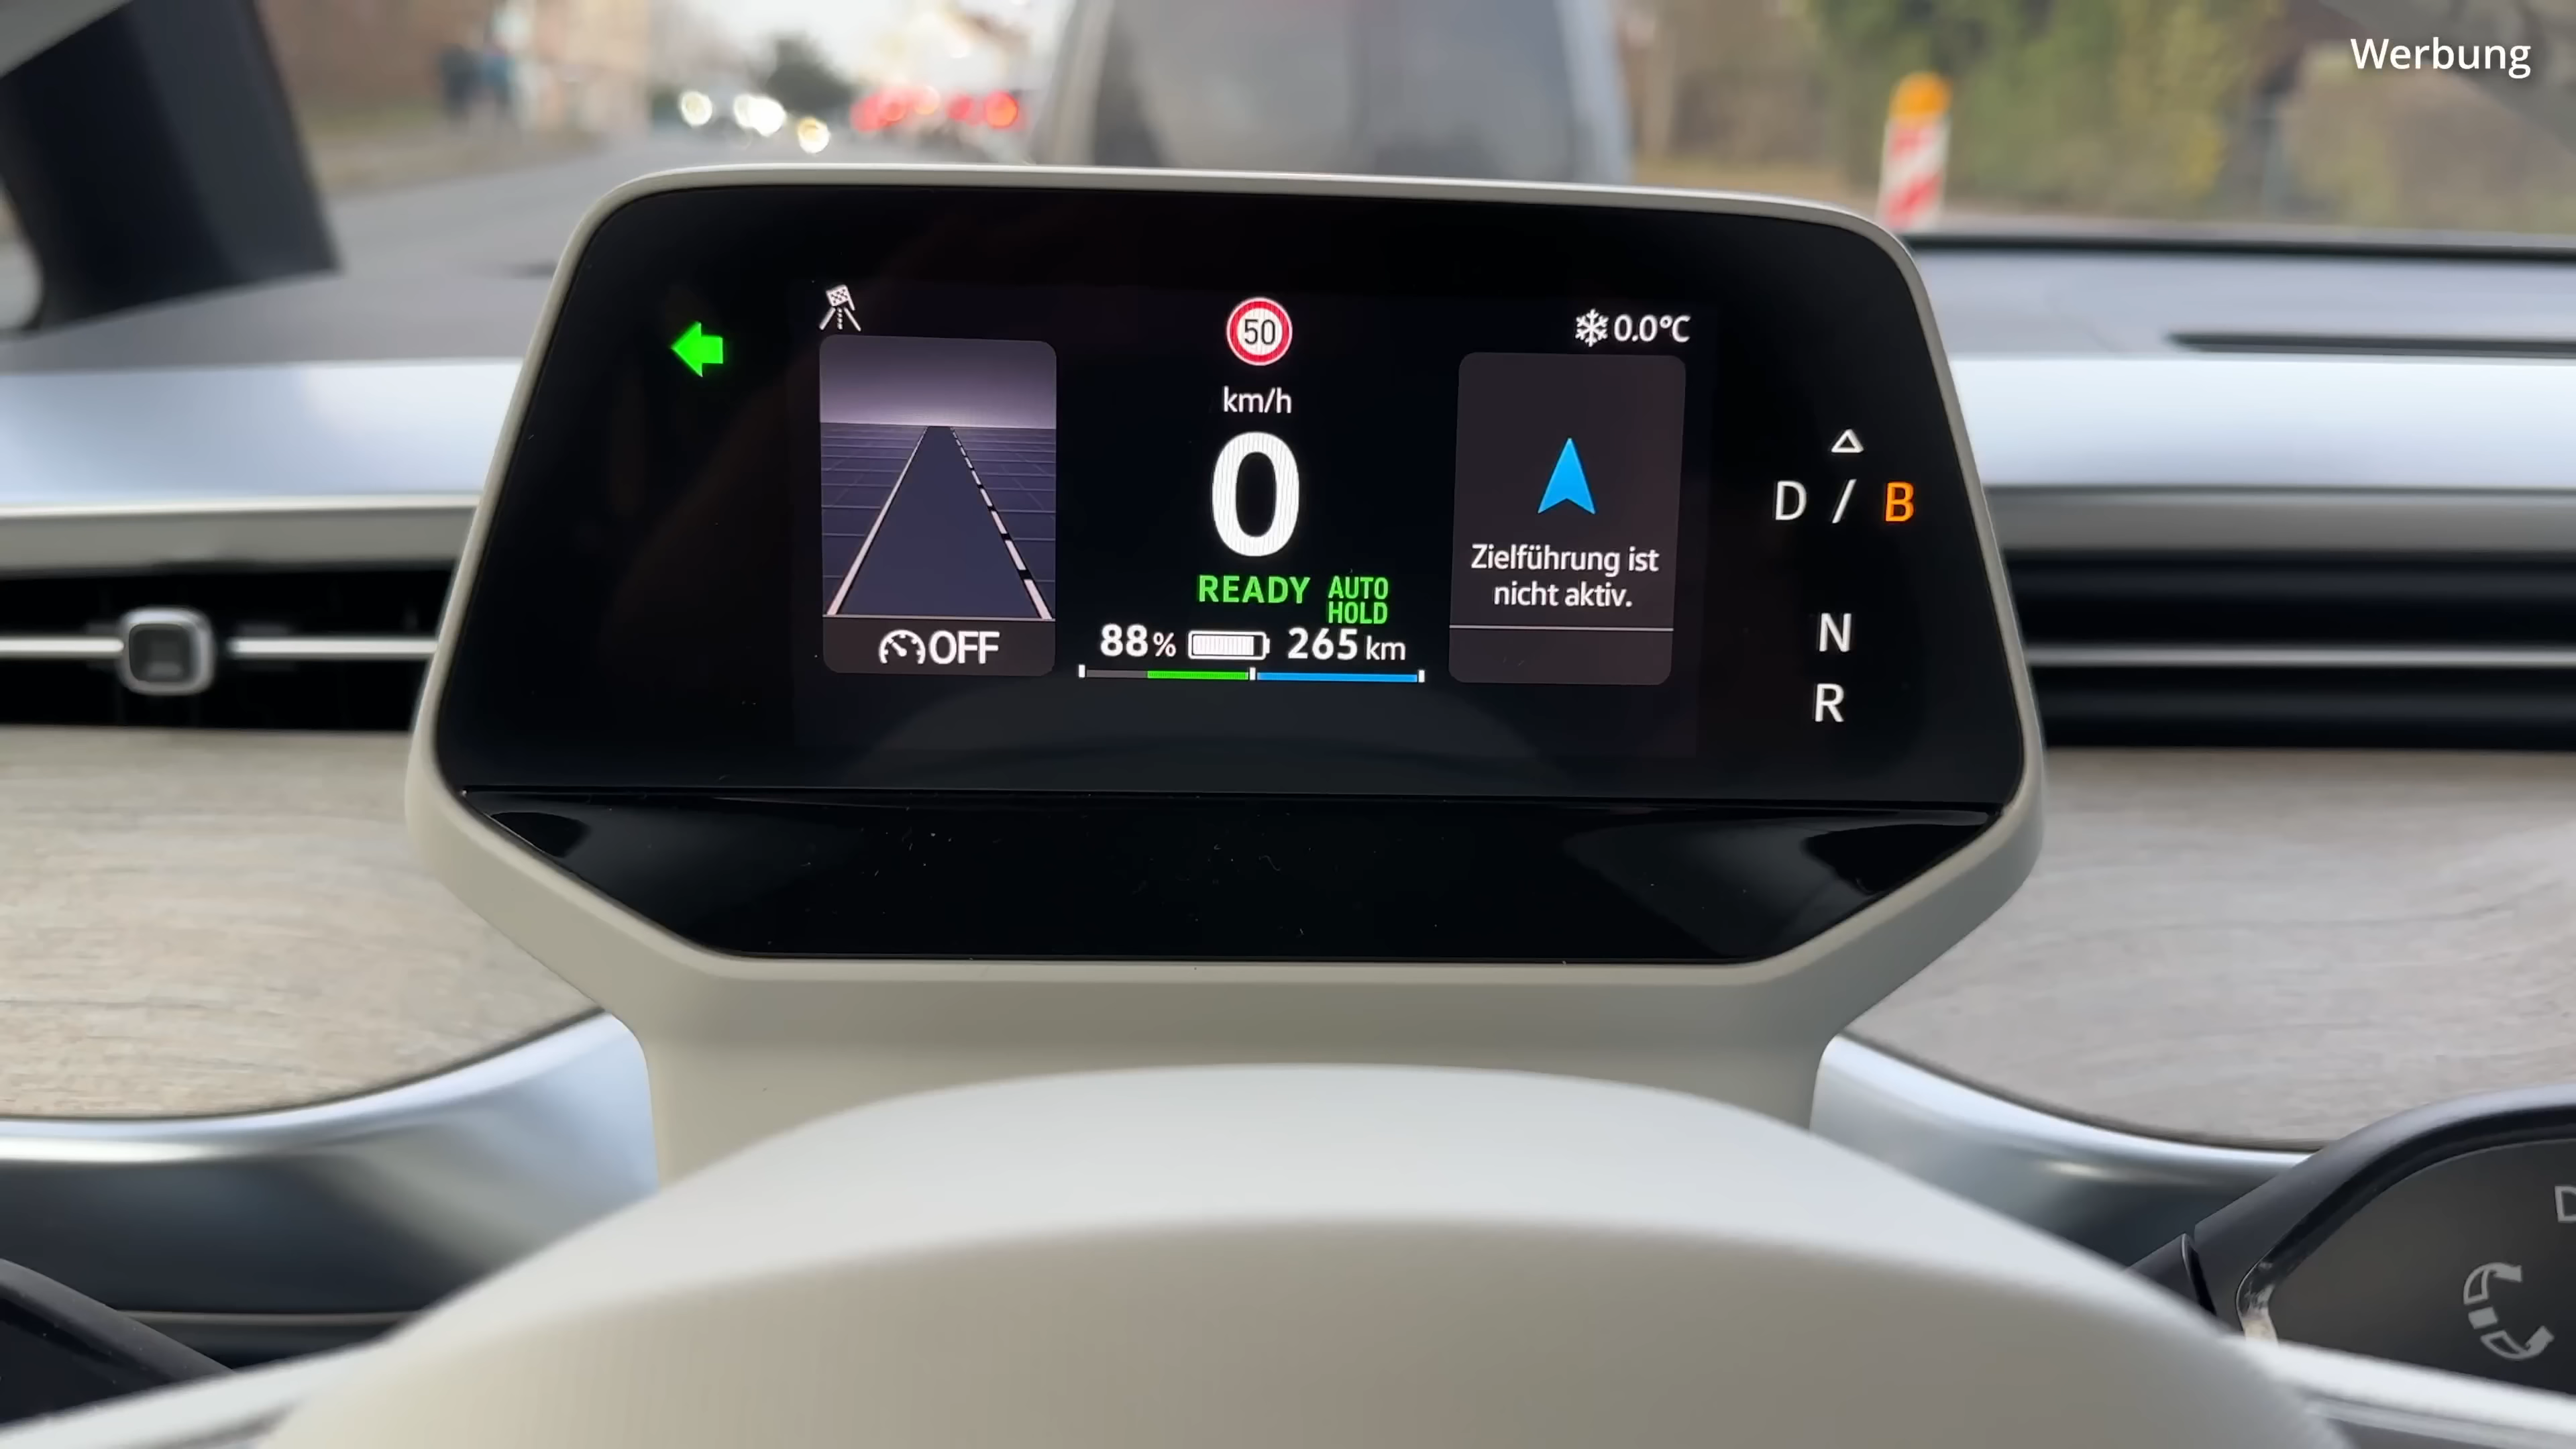 Werbung
50
0.0°C
km/h
0
D / B
Zielführung ist
nicht aktiv.
READY
AUTO
HOLD
OFF
88%
265 km
N
R
D